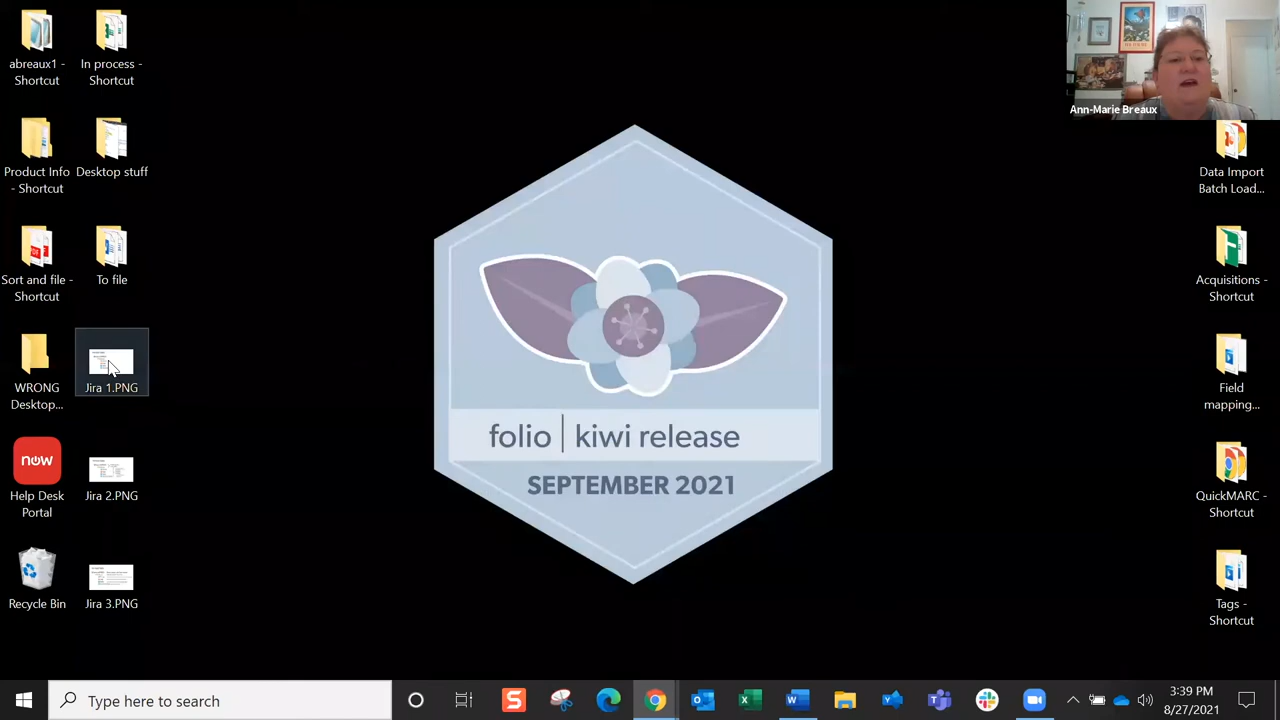 abreaux1 -
Shortcut
In process -
Shortcut
Product Info
- Shortcut
Desktop stuff
Sort and file -
Shortcut
To file
WRONG
Desktop...
Jira 1.PNG
now
Help Desk
Portal
Jira 2.PNG
Recycle Bin
Jira 3.PNG
folio | kiwi release
SEPTEMBER 2021
Ann-Marie Breaux
Data Import
Batch Load...
Acquisitions -
Shortcut
Field
mapping...
QuickMARC -
Shortcut
Tags -
Shortcut
Type here to search
3:39 PM
8/27/2021